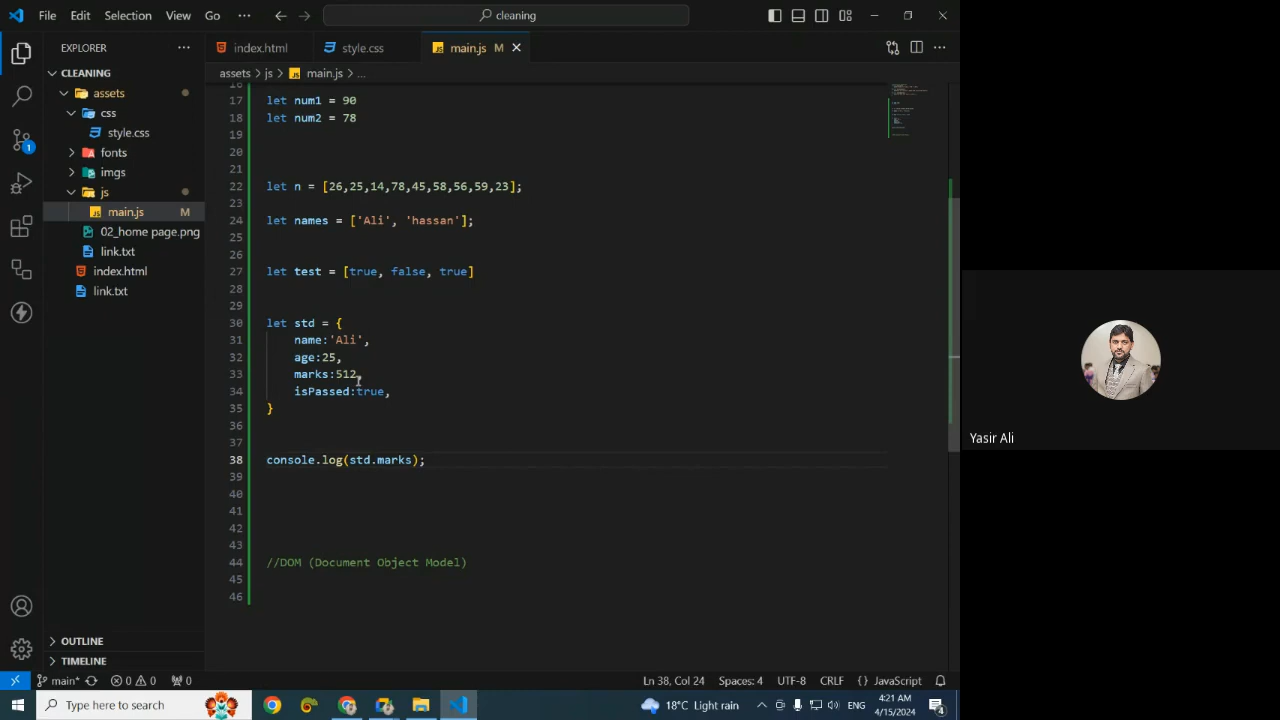 File Edit Selection View Go ··· cleaning
EXPLORER ···
index.html style.css main.js M
CLEANING
assets > js > main.js > ...
assets
css
style.css
fonts
imgs
js
main.js M
02_home page.png
link.txt
index.html
link.txt
OUTLINE
TIMELINE
16
17 let num1 = 90
18 let num2 = 78
19
20
21
22 let n = [26,25,14,78,45,58,56,59,23];
23
24 let names = ['Ali', 'hassan'];
25
26
27 let test = [true, false, true]
28
29
30 let std = {
31 name:'Ali',
32 age:25,
33 marks:512,
34 isPassed:true,
35 }
36
37
38 console.log(std.marks);
39
40
41
42
43
44 //DOM (Document Object Model)
45
46
Yasir Ali
1
main* 0 0 0 Ln 38, Col 24 Spaces: 4 UTF-8 CRLF {} JavaScript
Type here to search 18°C Light rain ENG 4:21 AM
4/15/2024
4